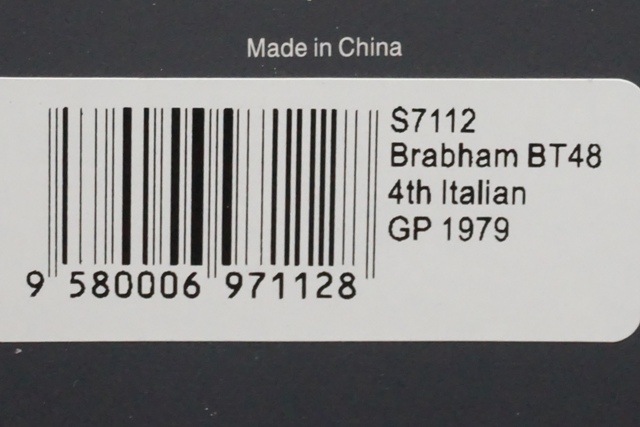 Made in China
S7112
Brabham BT48
4th Italian
GP 1979
9 580006 971128